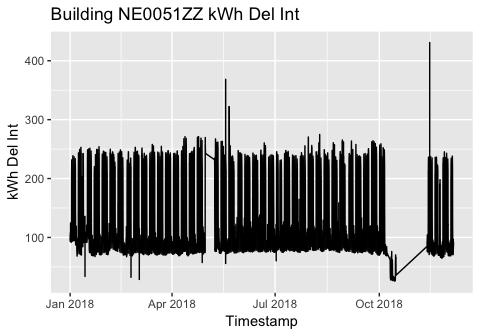 Building NE0051ZZ kWh Del Int
400
300
200
100
kWh Del Int
Jan 2018
Apr 2018
Jul 2018
Oct 2018
Timestamp